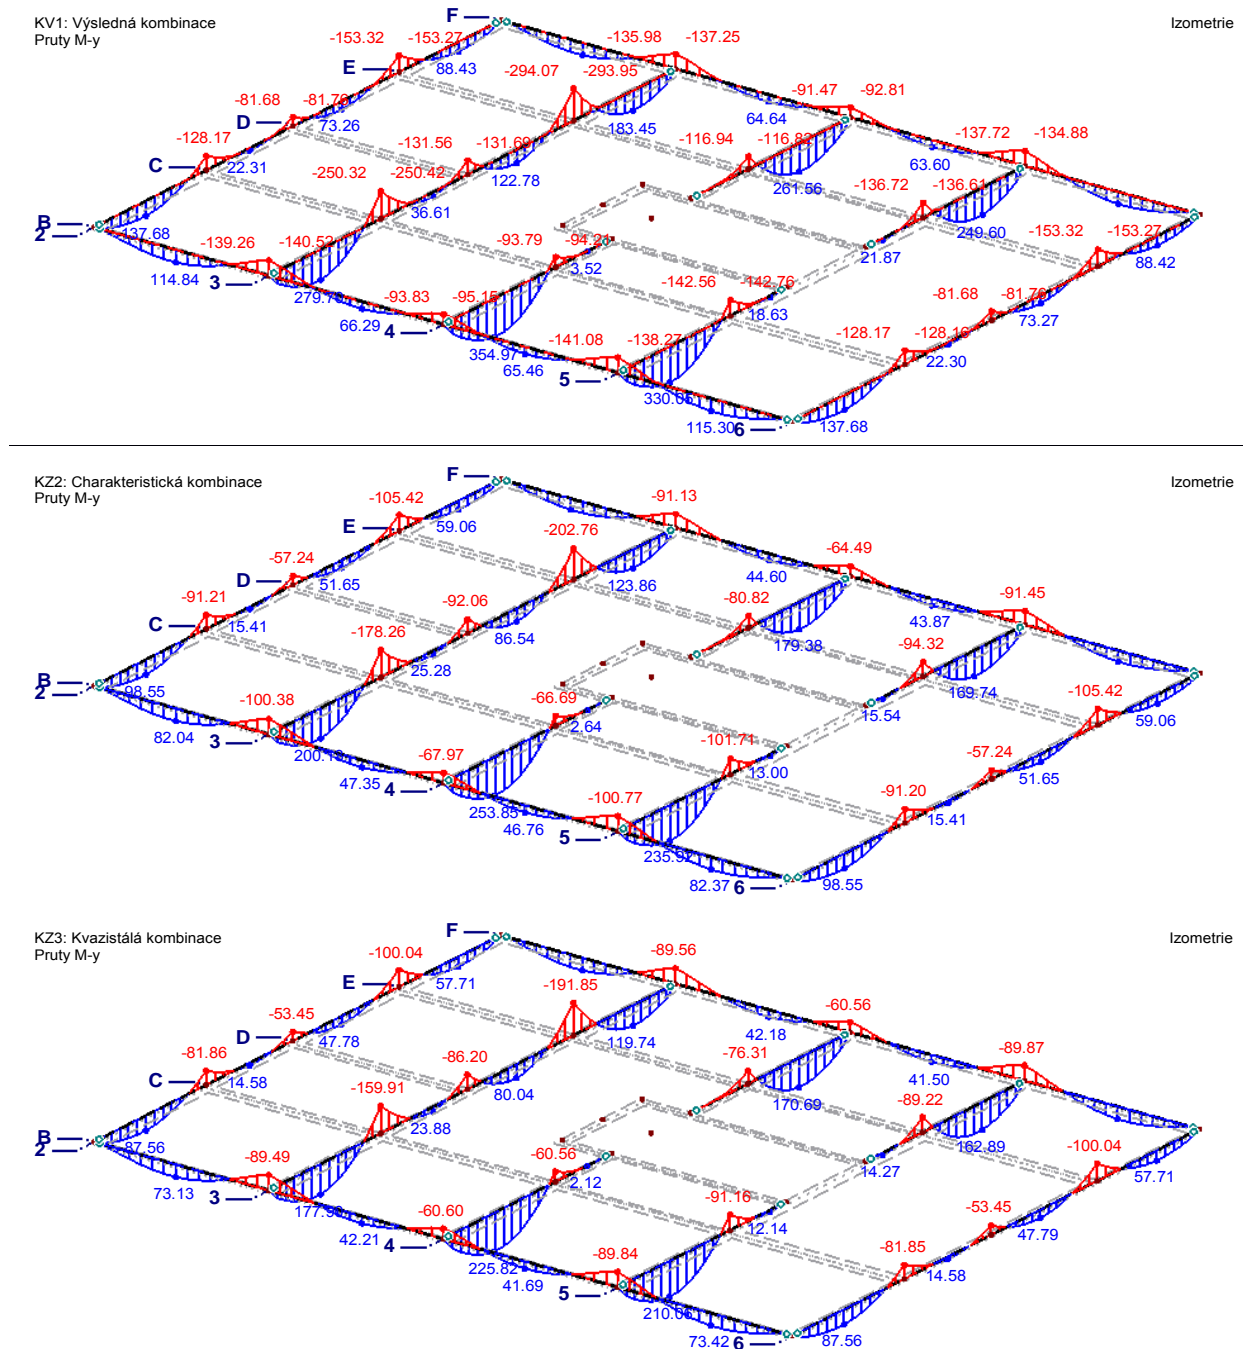 KV1: Výsledná kombinace
Pruty M-y
Izometrie
F
-153.32 -153.27 -135.98 -137.25
E 88.43 -294.07 -293.95
-81.68 -81.76 -91.47 -92.81
D 73.26 183.45 64.64
-128.17 -131.56 -131.69 -116.94 -116.82 -137.72 -134.88
C 22.31 122.78 63.60
-250.32 -250.42 261.56 -136.72 -136.61
B 36.61
2 137.68 249.60
-139.26 -140.52 -93.79 -94.21 21.87 -153.32 -153.27
114.84 3 3.52 88.42
279.79 -142.56 -142.76
-93.83 -95.15 18.63 -81.68 -81.76
66.29 4 73.27
354.97 -141.08 -138.27 -128.17 -128.16
65.46 22.30
5 330.05
115.30 6 137.68
KZ2: Charakteristická kombinace
Pruty M-y
Izometrie
F
-105.42 -91.13
E 59.06 -202.76
-57.24 -64.49
D 51.65 123.86 44.60
-91.21 -92.06 -80.82 -91.45
C 15.41 86.54 43.87
-178.26 179.38 -94.32
B 25.28
2 98.55 169.74
-100.38 -66.69 15.54 -105.42
82.04 3 2.64 59.06
200.19 -101.71
-67.97 13.00 -57.24
47.35 4 51.65
253.85 -100.77 -91.20
46.76 15.41
5 235.92
82.37 6 98.55
KZ3: Kvazistálá kombinace
Pruty M-y
Izometrie
F
-100.04 -89.56
E 57.71 -191.85
-53.45 -60.56
D 47.78 119.74 42.18
-81.86 -86.20 -76.31 -89.87
C 14.58 80.04 41.50
-159.91 170.69 -89.22
B 23.88
2 87.56 162.89
-89.49 -60.56 14.27 -100.04
73.13 3 2.12 57.71
-91.16
-60.60 12.14 -53.45
42.21 4 47.79
225.82 -89.84 -81.85
41.69 14.58
5 210.06
73.42 6 87.56